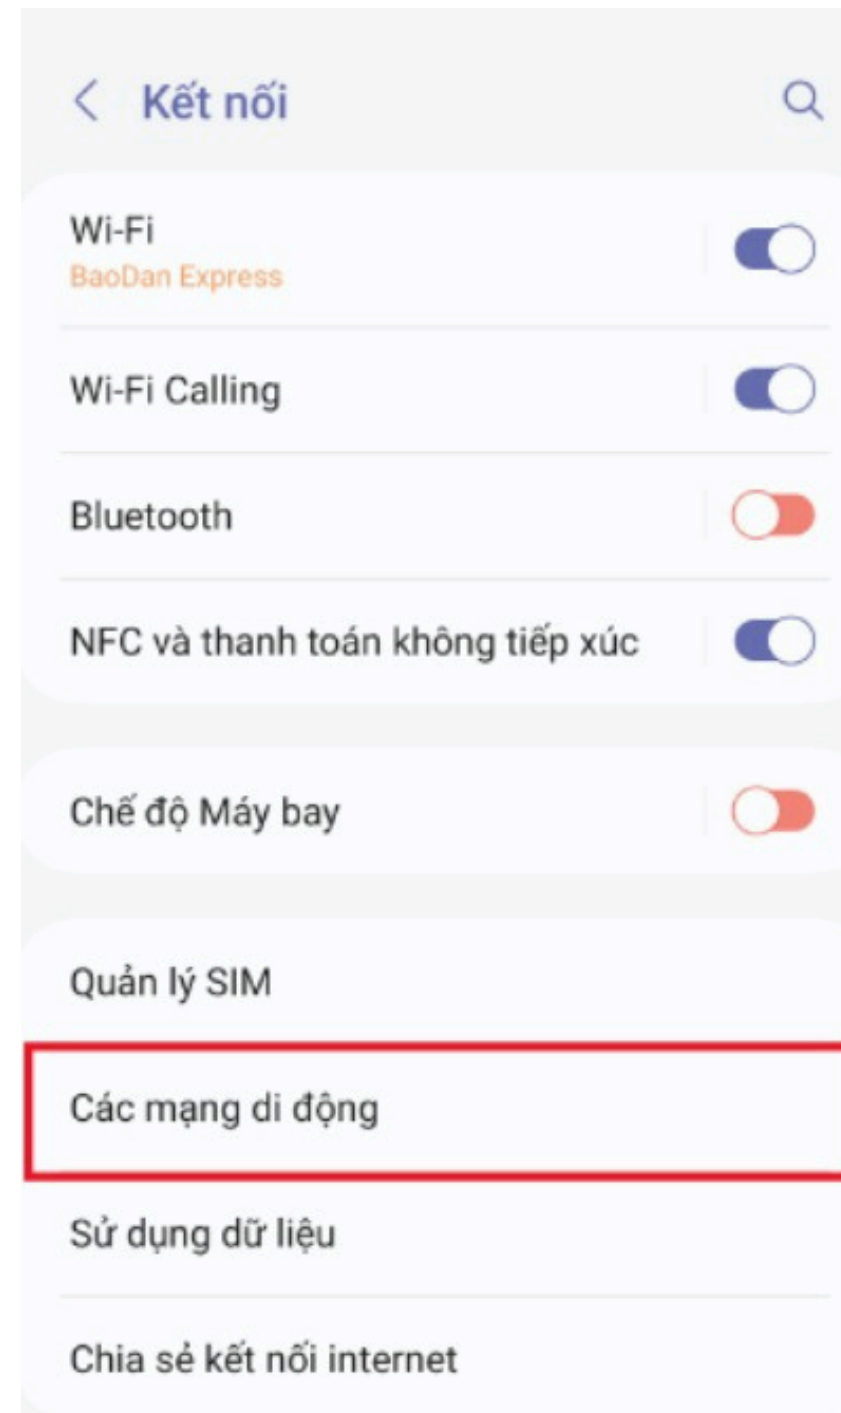 Kết nối
Wi-Fi
BaoDan Express
Wi-Fi Calling
Bluetooth
NFC và thanh toán không tiếp xúc
Chế độ Máy bay
Quản lý SIM
Các mạng di động
Sử dụng dữ liệu
Chia sẻ kết nối internet